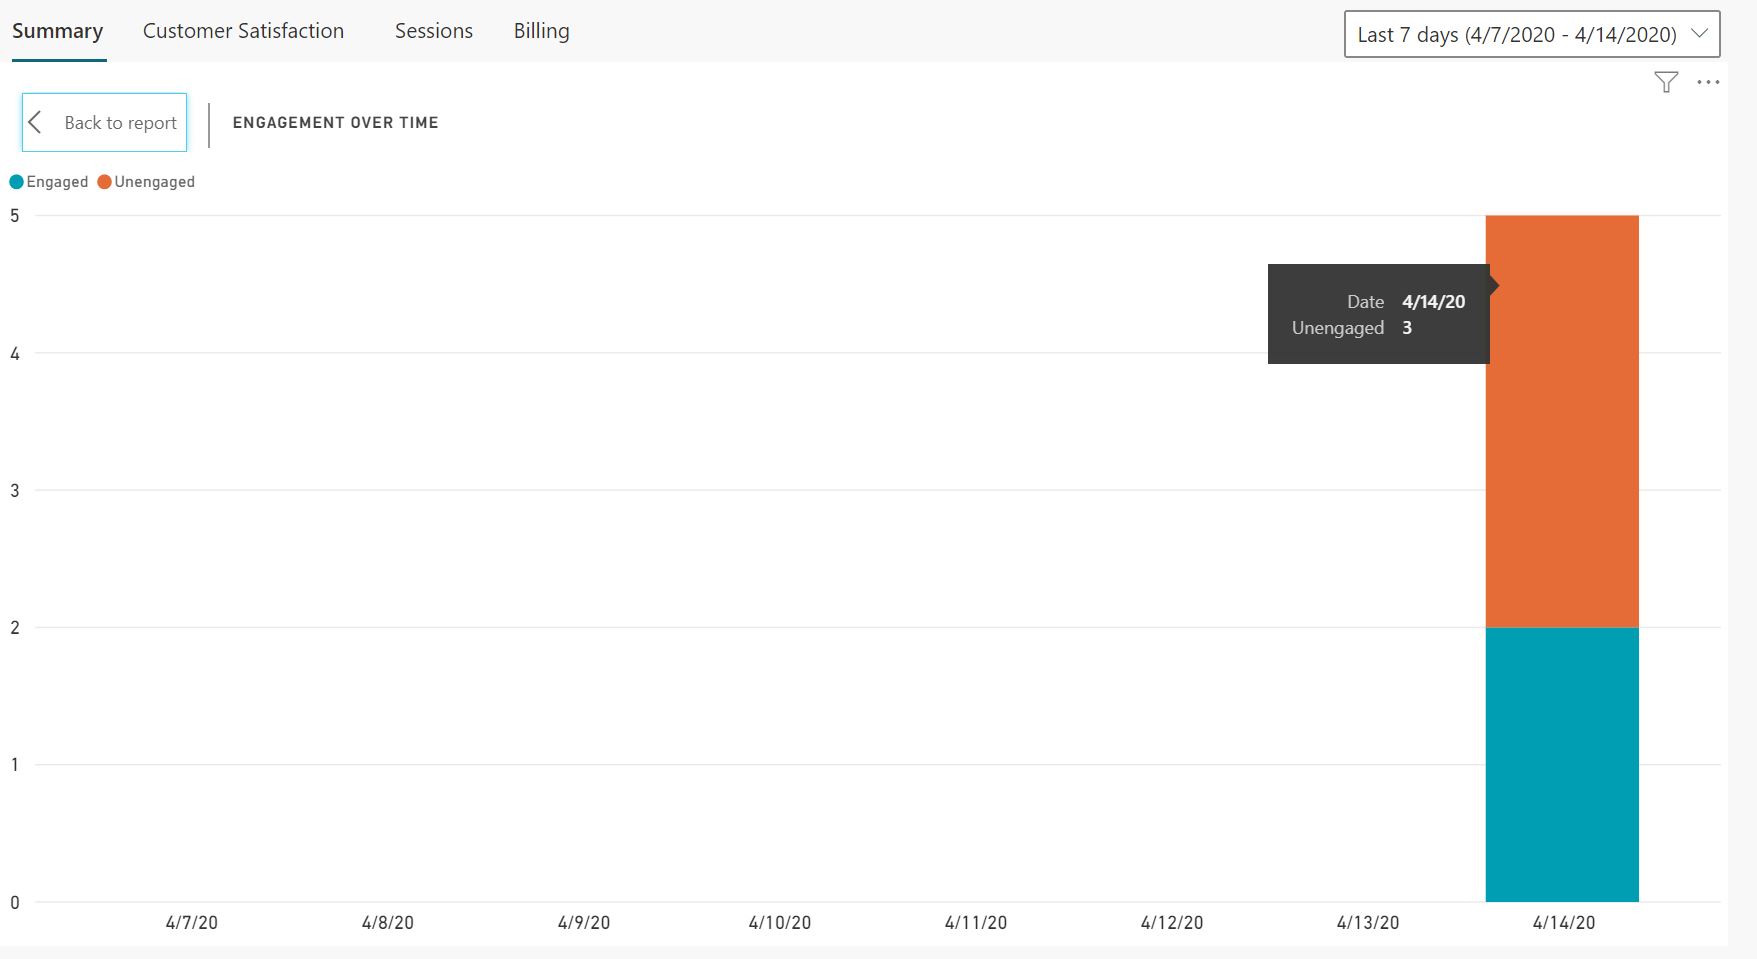 Summary Customer Satisfaction Sessions Billing
Last 7 days (4/7/2020 - 4/14/2020)
Back to report
ENGAGEMENT OVER TIME
Engaged Unengaged
5
4
3
2
1
0
Date 4/14/20
Unengaged 3
4/7/20 4/8/20 4/9/20 4/10/20 4/11/20 4/12/20 4/13/20 4/14/20